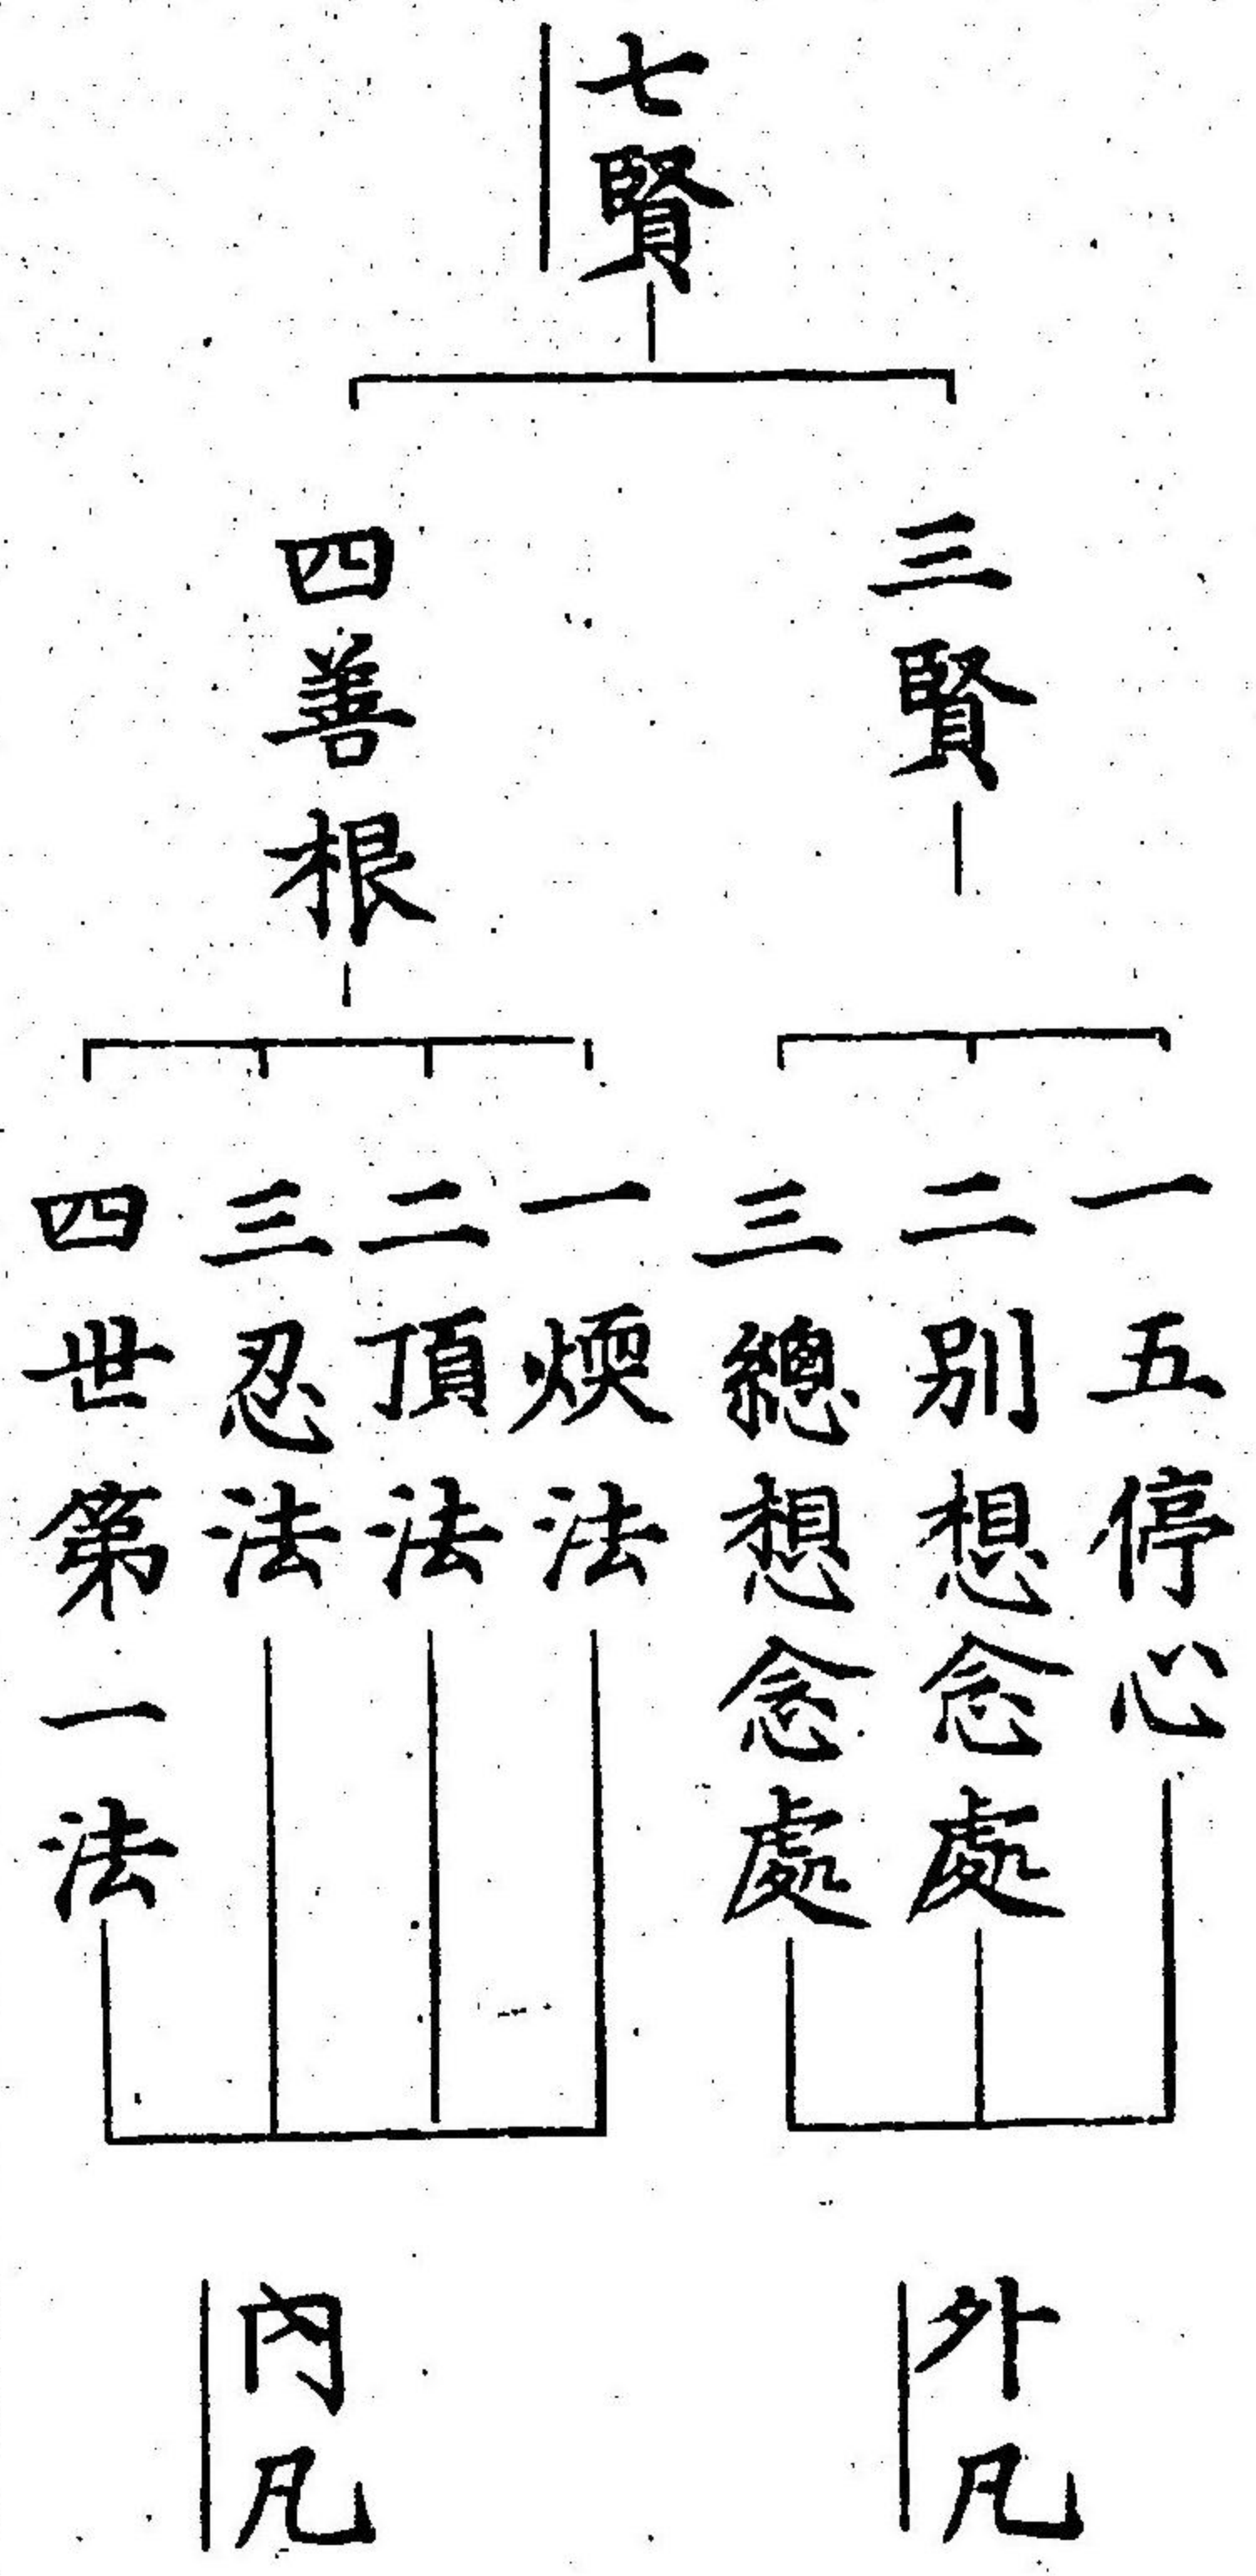 七賢
三賢
四善根
一五停心
二別想念處
三總想念處
一煗法
二頂法
三忍法
四世第一法
外凡
內凡